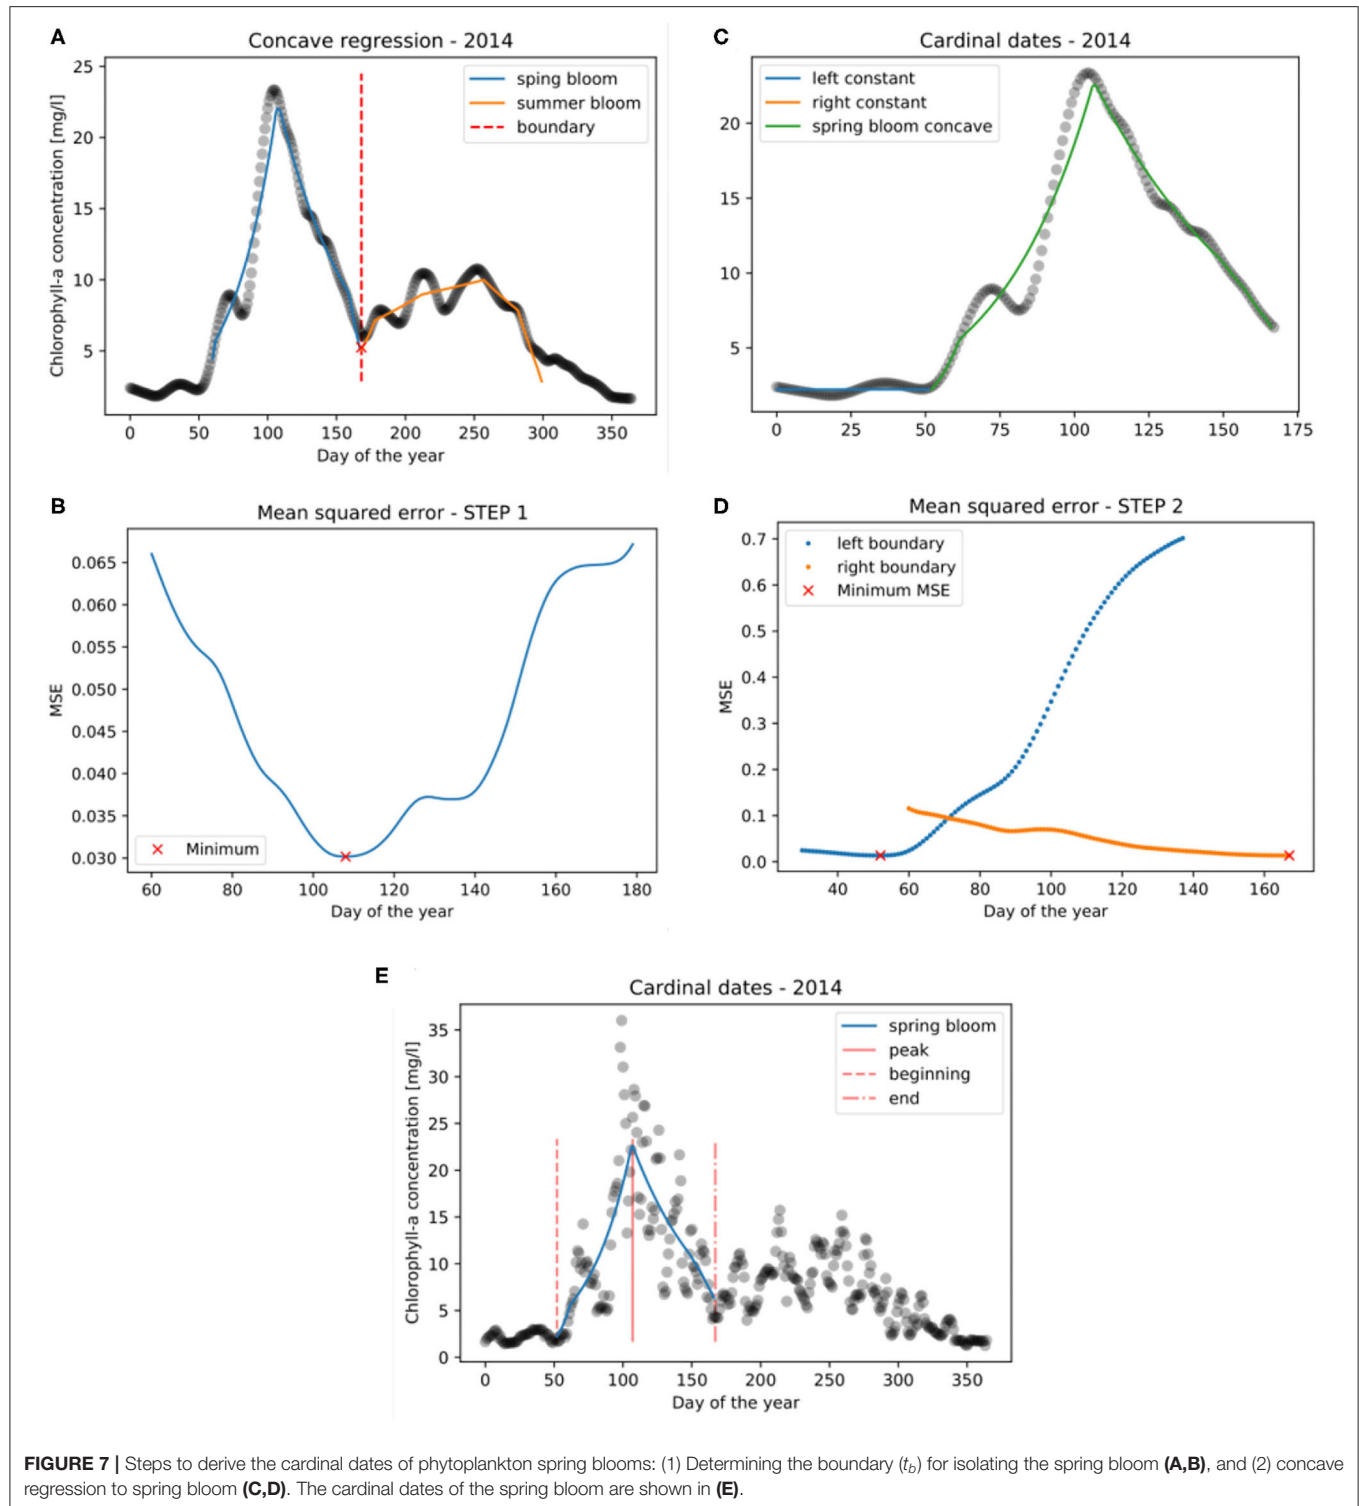 A
Concave regression - 2014
25
20
15
10
5
Chlorophyll-a concentration [mg/l]
sping bloom
summer bloom
boundary
0 50 100 150 200 250 300 350
Day of the year
C
Cardinal dates - 2014
20
15
10
5
left constant
right constant
spring bloom concave
0 25 50 75 100 125 150 175
B
Mean squared error - STEP 1
0.065
0.060
0.055
0.050
0.045
0.040
0.035
0.030
MSE
Minimum
60 80 100 120 140 160 180
Day of the year
D
Mean squared error - STEP 2
0.7
0.6
0.5
0.4
0.3
0.2
0.1
0.0
MSE
left boundary
right boundary
Minimum MSE
40 60 80 100 120 140 160
Day of the year
E
Cardinal dates - 2014
35
30
25
20
15
10
5
0
Chlorophyll-a concentration [mg/l]
spring bloom
peak
beginning
end
0 50 100 150 200 250 300 350
Day of the year
FIGURE 7 | Steps to derive the cardinal dates of phytoplankton spring blooms: (1) Determining the boundary (t_b) for isolating the spring bloom (A,B), and (2) concave
regression to spring bloom (C,D). The cardinal dates of the spring bloom are shown in (E).